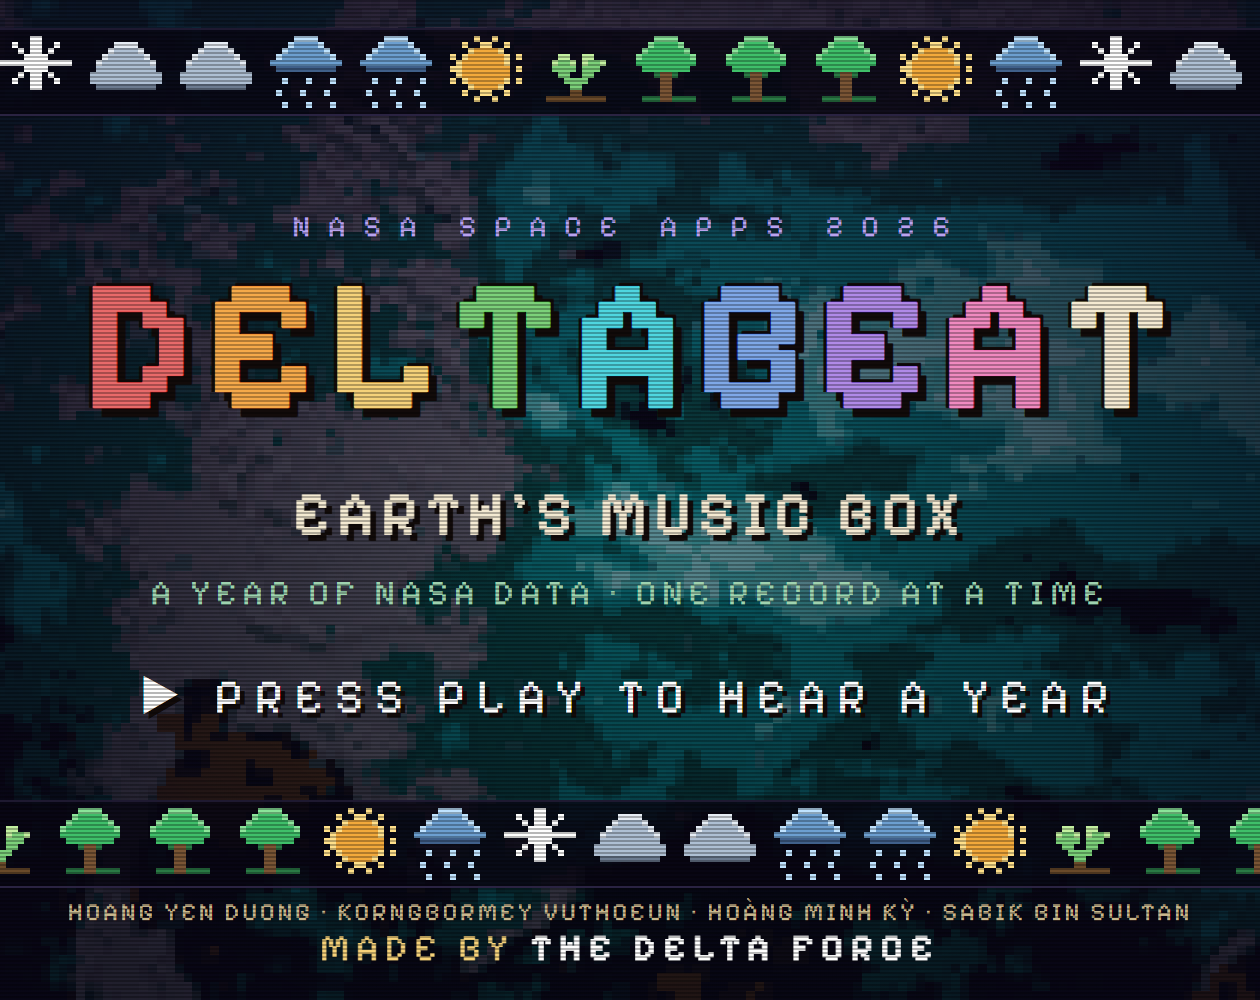 NASA SPACE APPS 2026
DELTABEAT
EARTH'S MUSIC BOX
A YEAR OF NASA DATA · ONE RECORD AT A TIME
▶ PRESS PLAY TO HEAR A YEAR
HOANG YEN DUONG · KORNGBORMEY VUTHOEUN · HOÀNG MINH KỲ · SABIK BIN SULTAN
MADE BY THE DELTA FORCE